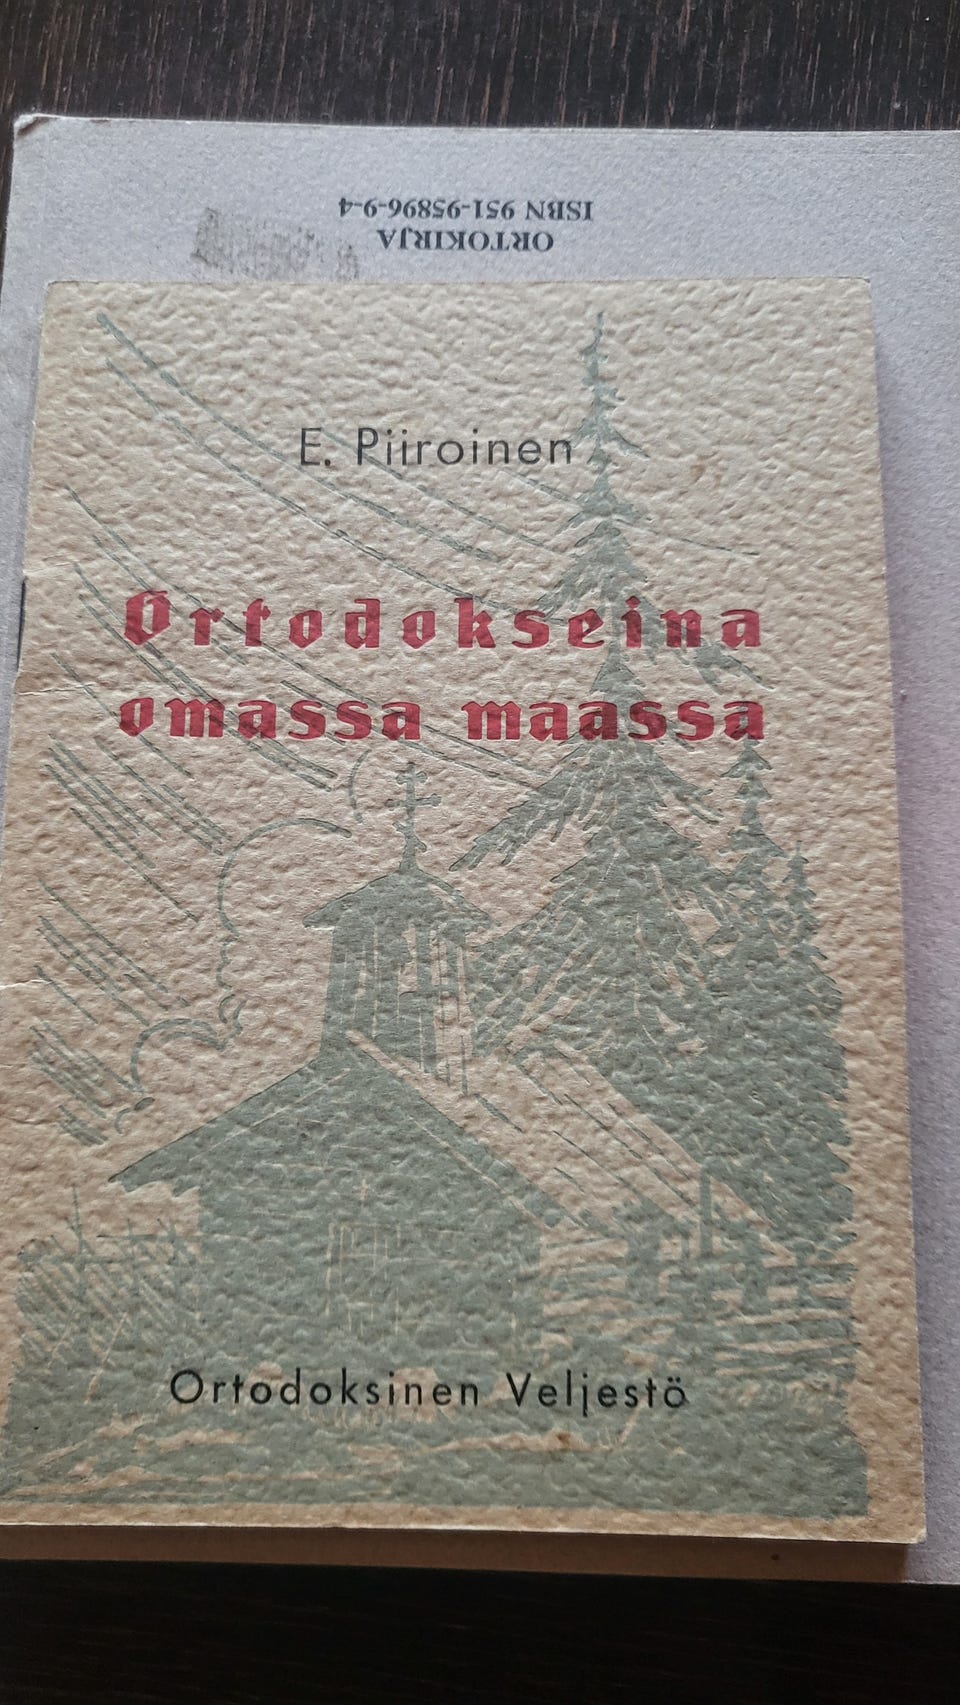 ORTOKIRJA
ISBN 951-95896-9-4
E. Piiroinen
Ortodokseina
omassa maassa
Ortodoksinen Veljestö